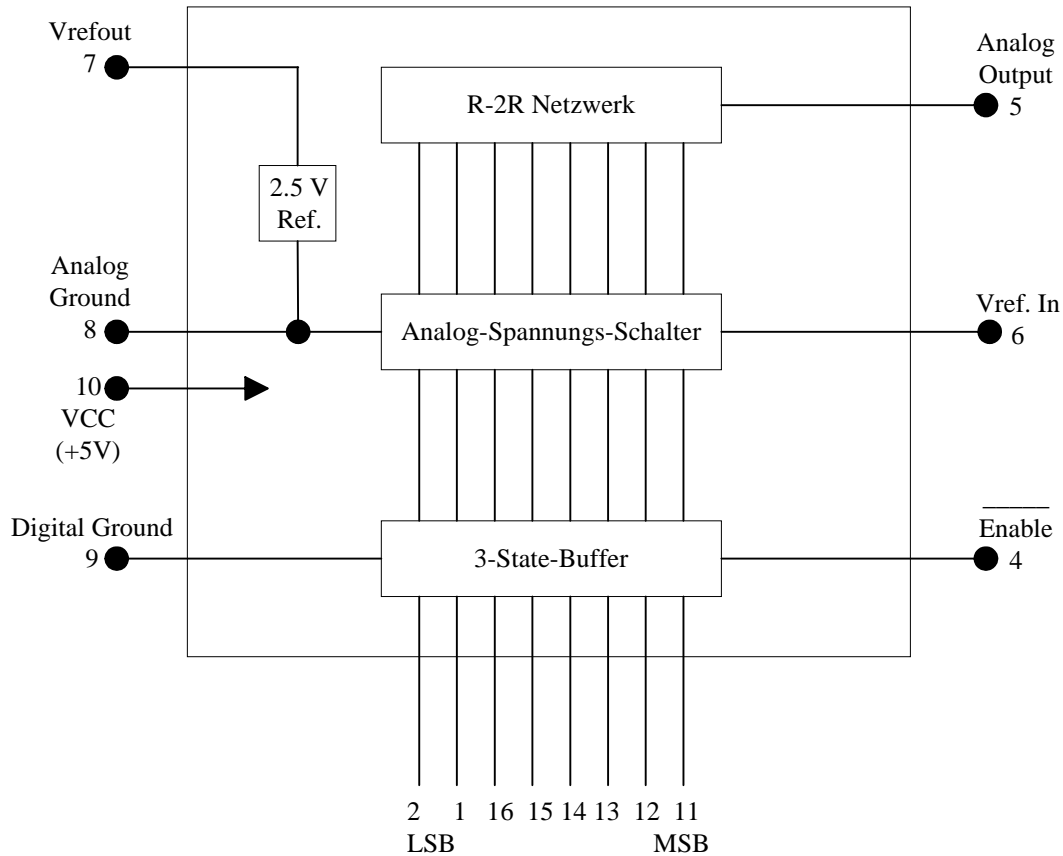 Vrefout
7
Analog
Output
5
R-2R Netzwerk
2.5 V
Ref.
Analog
Ground
8
Analog-Spannungs-Schalter
Vref. In
6
10
VCC
(+5V)
Digital Ground
9
3-State-Buffer
Enable
4
2 1 16 15 14 13 12 11
LSB MSB